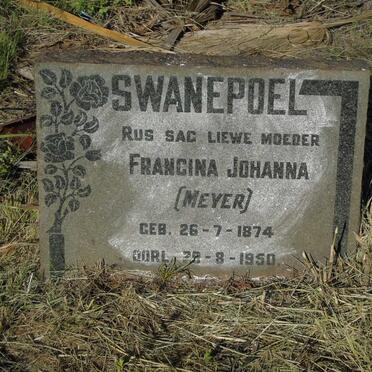 SWANEPOEL
RUS SAG LIEWE MOEDER
FRANCINA JOHANNA
(MEYER)
GEB. 26-7-1874
OORL. 28-8-1950